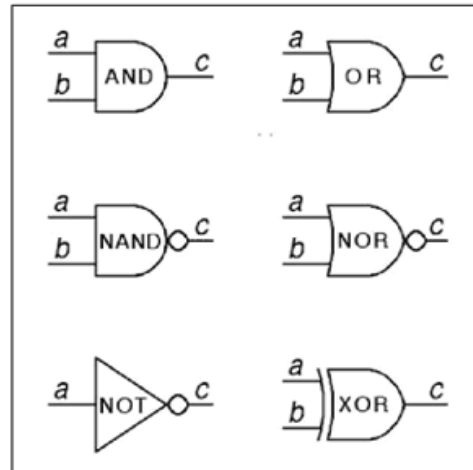 a a
AND c OR c
b b
a a
NAND c NOR c
b b
a NOT c a
XOR c
b